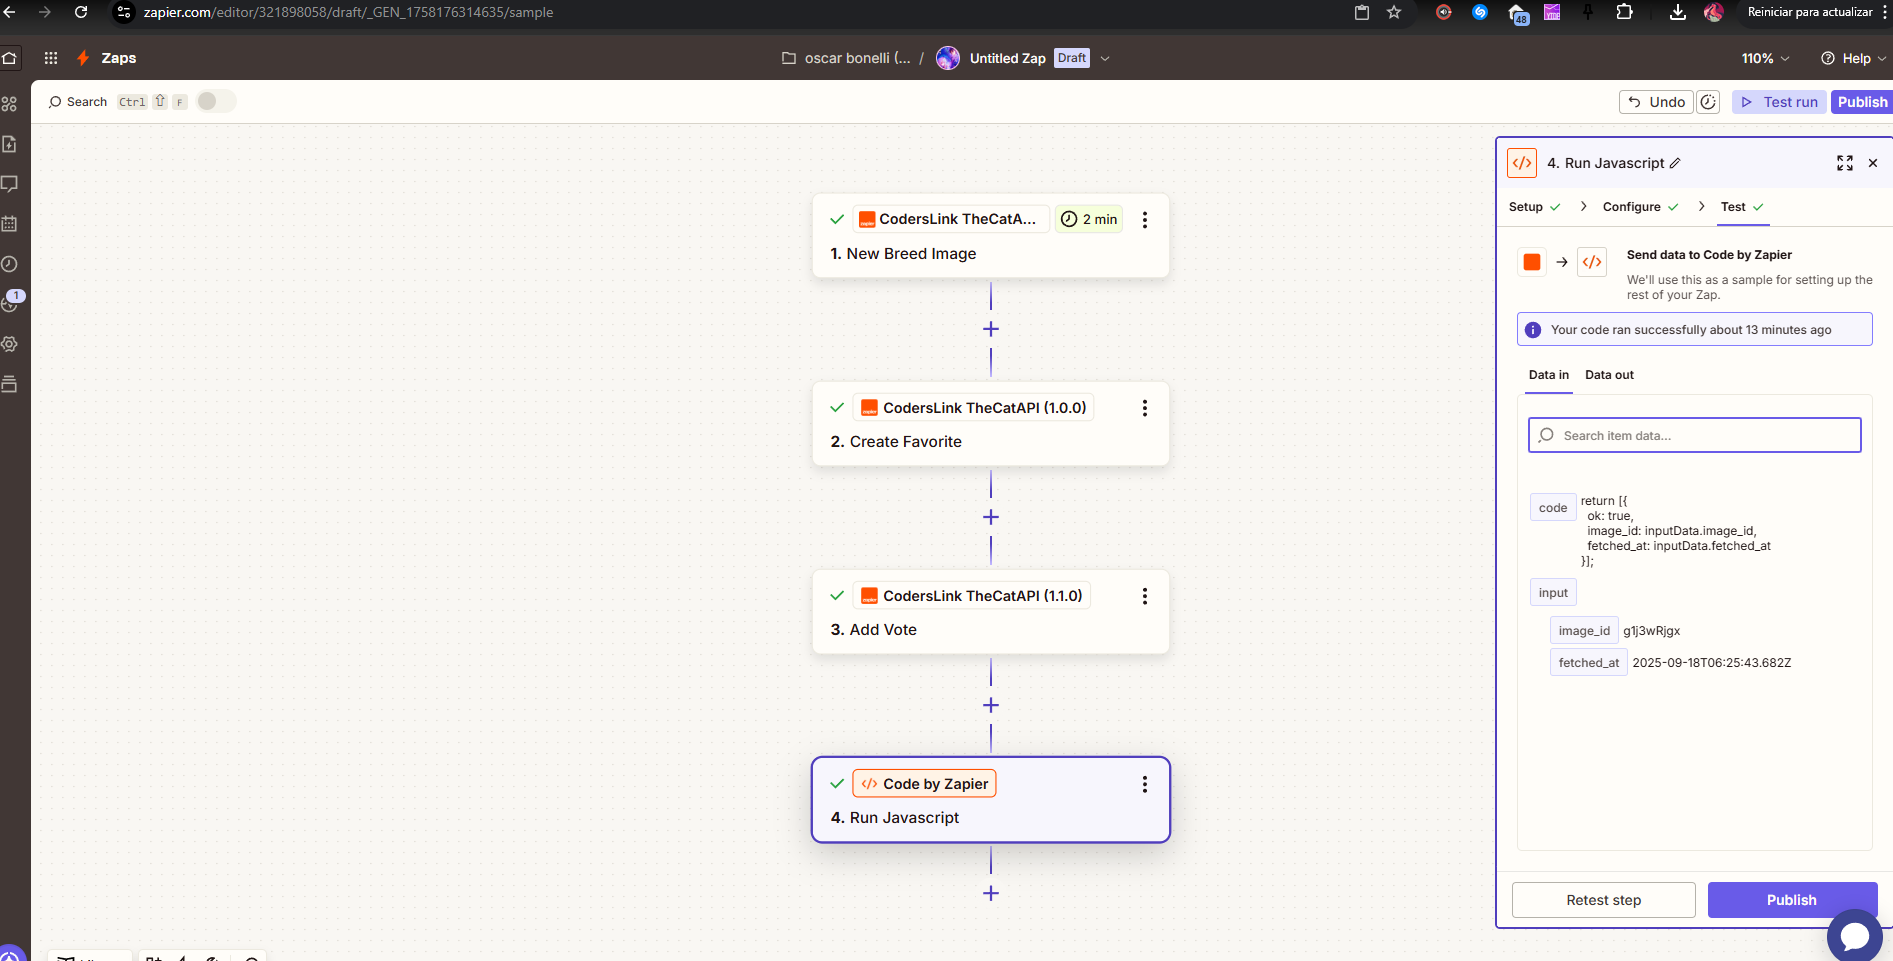 zapier.com/editor/321898058/draft/_GEN_1758176314635/sample
48
YME
Reiniciar para actualizar
Zaps
oscar bonelli (... / Untitled Zap Draft
110%
Help
Search Ctrl ⇧ F
Undo
Test run
Publish
1
CodersLink TheCatA... 2 min
1. New Breed Image
zapier CodersLink TheCatAPI (1.0.0)
2. Create Favorite
zapier CodersLink TheCatAPI (1.1.0)
3. Add Vote
</> Code by Zapier
4. Run Javascript
</> 4. Run Javascript
Setup Configure Test
Send data to Code by Zapier
We'll use this as a sample for setting up the
rest of your Zap.
Your code ran successfully about 13 minutes ago
Data in Data out
Search item data...
code return [{
ok: true,
image_id: inputData.image_id,
fetched_at: inputData.fetched_at
}];
input
image_id g1j3wRjgx
fetched_at 2025-09-18T06:25:43.682Z
Retest step
Publish